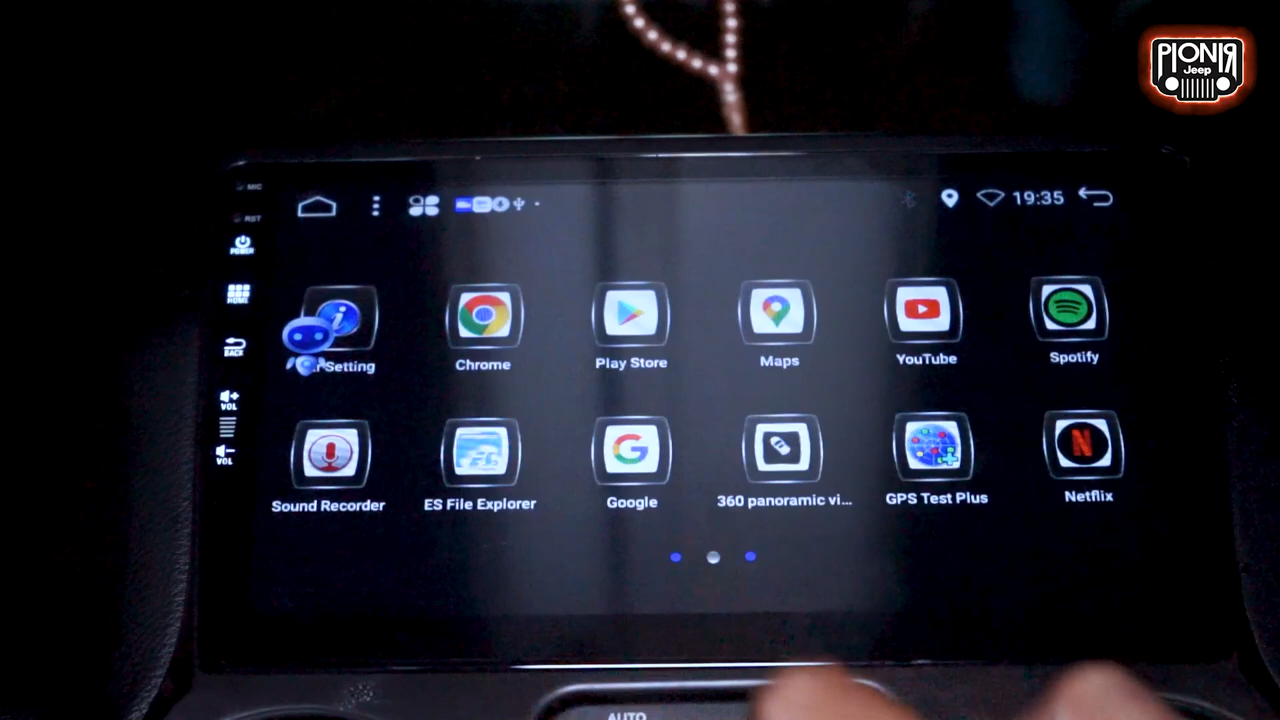 PIONIR
Jeep
MIC
RST
19:35
POWER
HOME
BACK
VOL
VOL
Setting
Chrome
Play Store
Maps
YouTube
Spotify
Sound Recorder
ES File Explorer
Google
360 panoramic vi...
GPS Test Plus
Netflix
AUTO